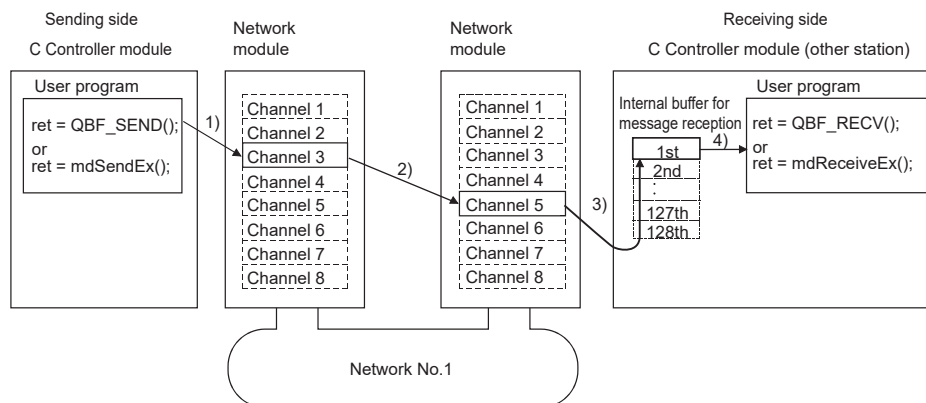 Sending side
C Controller module
User program
ret = QBF_SEND();
or
ret = mdSendEx();
1)
Network
module
Channel 1
Channel 2
Channel 3
Channel 4
Channel 5
Channel 6
Channel 7
Channel 8
2)
Network
module
Channel 1
Channel 2
Channel 3
Channel 4
Channel 5
Channel 6
Channel 7
Channel 8
3)
Receiving side
C Controller module (other station)
Internal buffer for
message reception
1st
2nd
:
127th
128th
4)
User program
ret = QBF_RECV();
or
ret = mdReceiveEx();
Network No.1